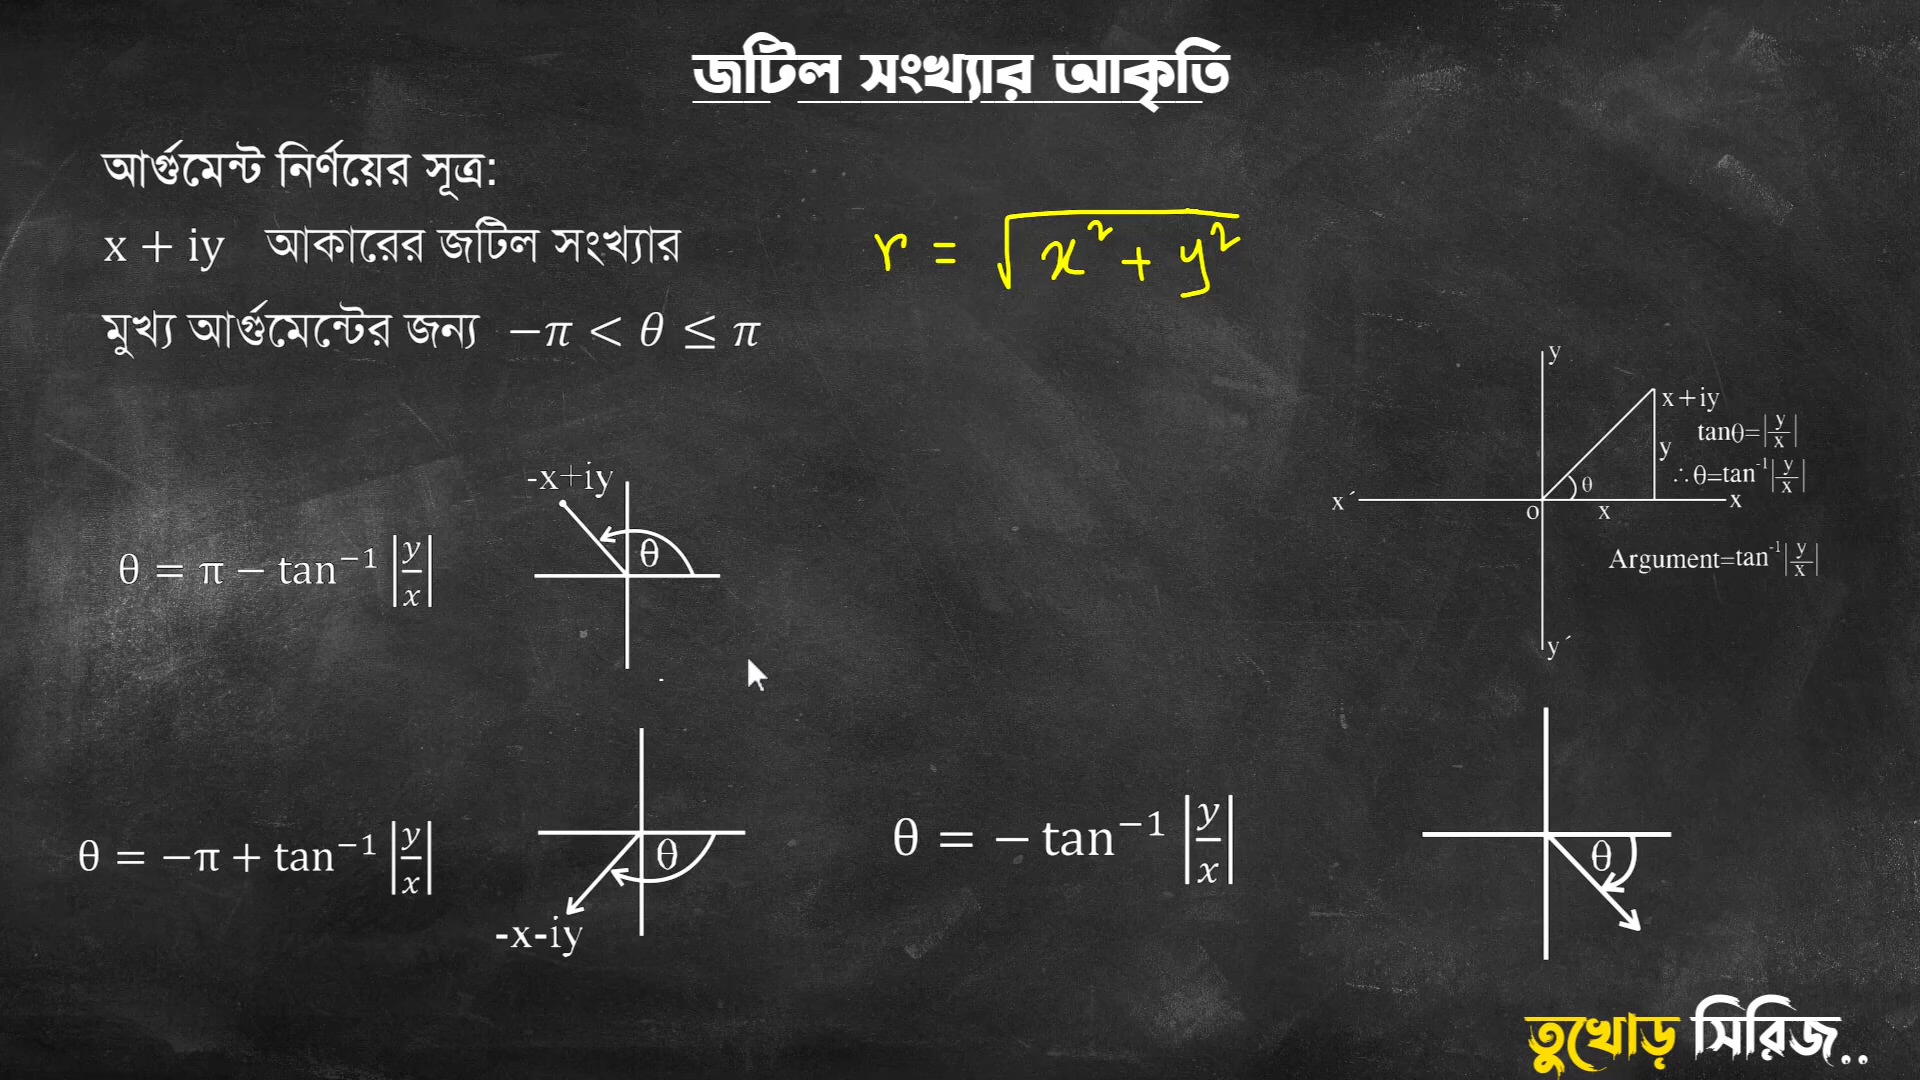 জটিল সংখ্যার আকৃতি
আর্গুমেন্ট নির্ণয়ের সূত্র:
x + iy আকারের জটিল সংখ্যার
r = √(x² + y²)
মুখ্য আর্গুমেন্টের জন্য −π < θ ≤ π
y
x+iy
tanθ=|y/x|
y
∴θ=tan⁻¹|y/x|
θ
x´
o
x
x
Argument=tan⁻¹|y/x|
y´
-x+iy
θ = π − tan⁻¹ |y/x|
θ
θ = −π + tan⁻¹ |y/x|
θ
-x-iy
θ = − tan⁻¹ |y/x|
θ
তুখোড় সিরিজ..